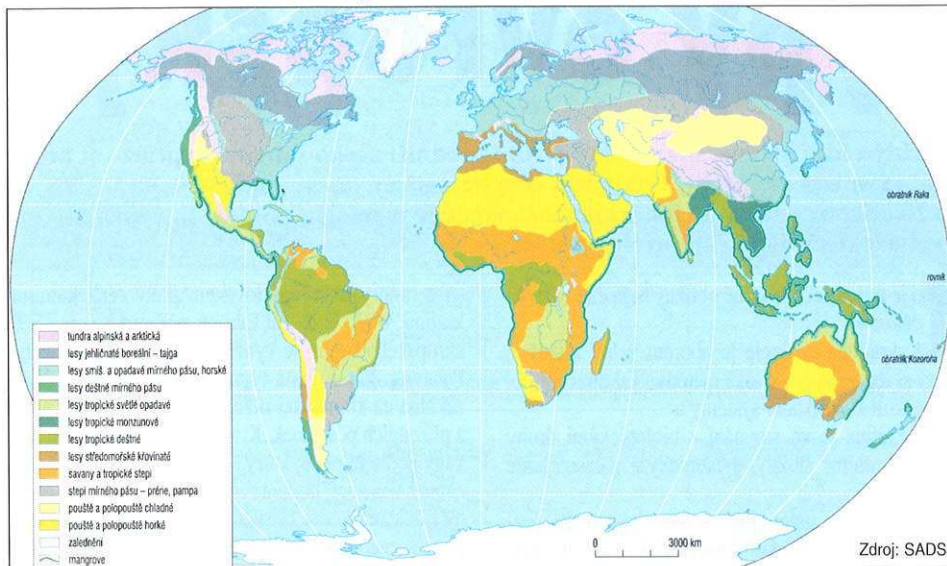 obratník Raka
rovník
obratník Kozoroha
tundra alpinská a arktická
lesy jehličnaté boreální – tajga
lesy smíš. a opadavé mírného pásu, horské
lesy deštné mírného pásu
lesy tropické světlé opadavé
lesy tropické monzunové
lesy tropické deštné
lesy středomořské křovinaté
savany a tropické stepi
stepi mírného pásu – prérie, pampa
pouště a polopouště chladné
pouště a polopouště horké
zalednění
mangrove
0 3000 km
Zdroj: SADS